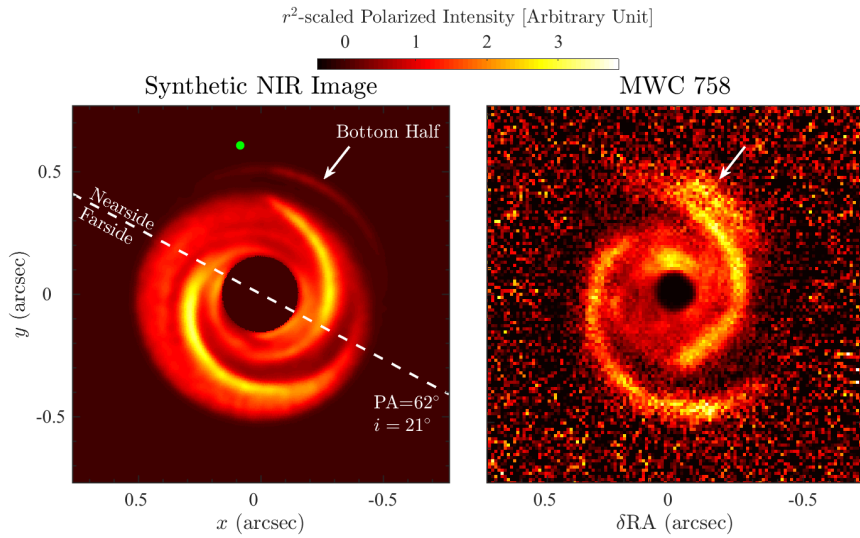 r²-scaled Polarized Intensity [Arbitrary Unit]
0 1 2 3
Synthetic NIR Image
MWC 758
Bottom Half
Nearside
Farside
PA=62°
i = 21°
0.5
0
-0.5
y (arcsec)
0.5 0 -0.5
x (arcsec)
0.5 0 -0.5
δRA (arcsec)